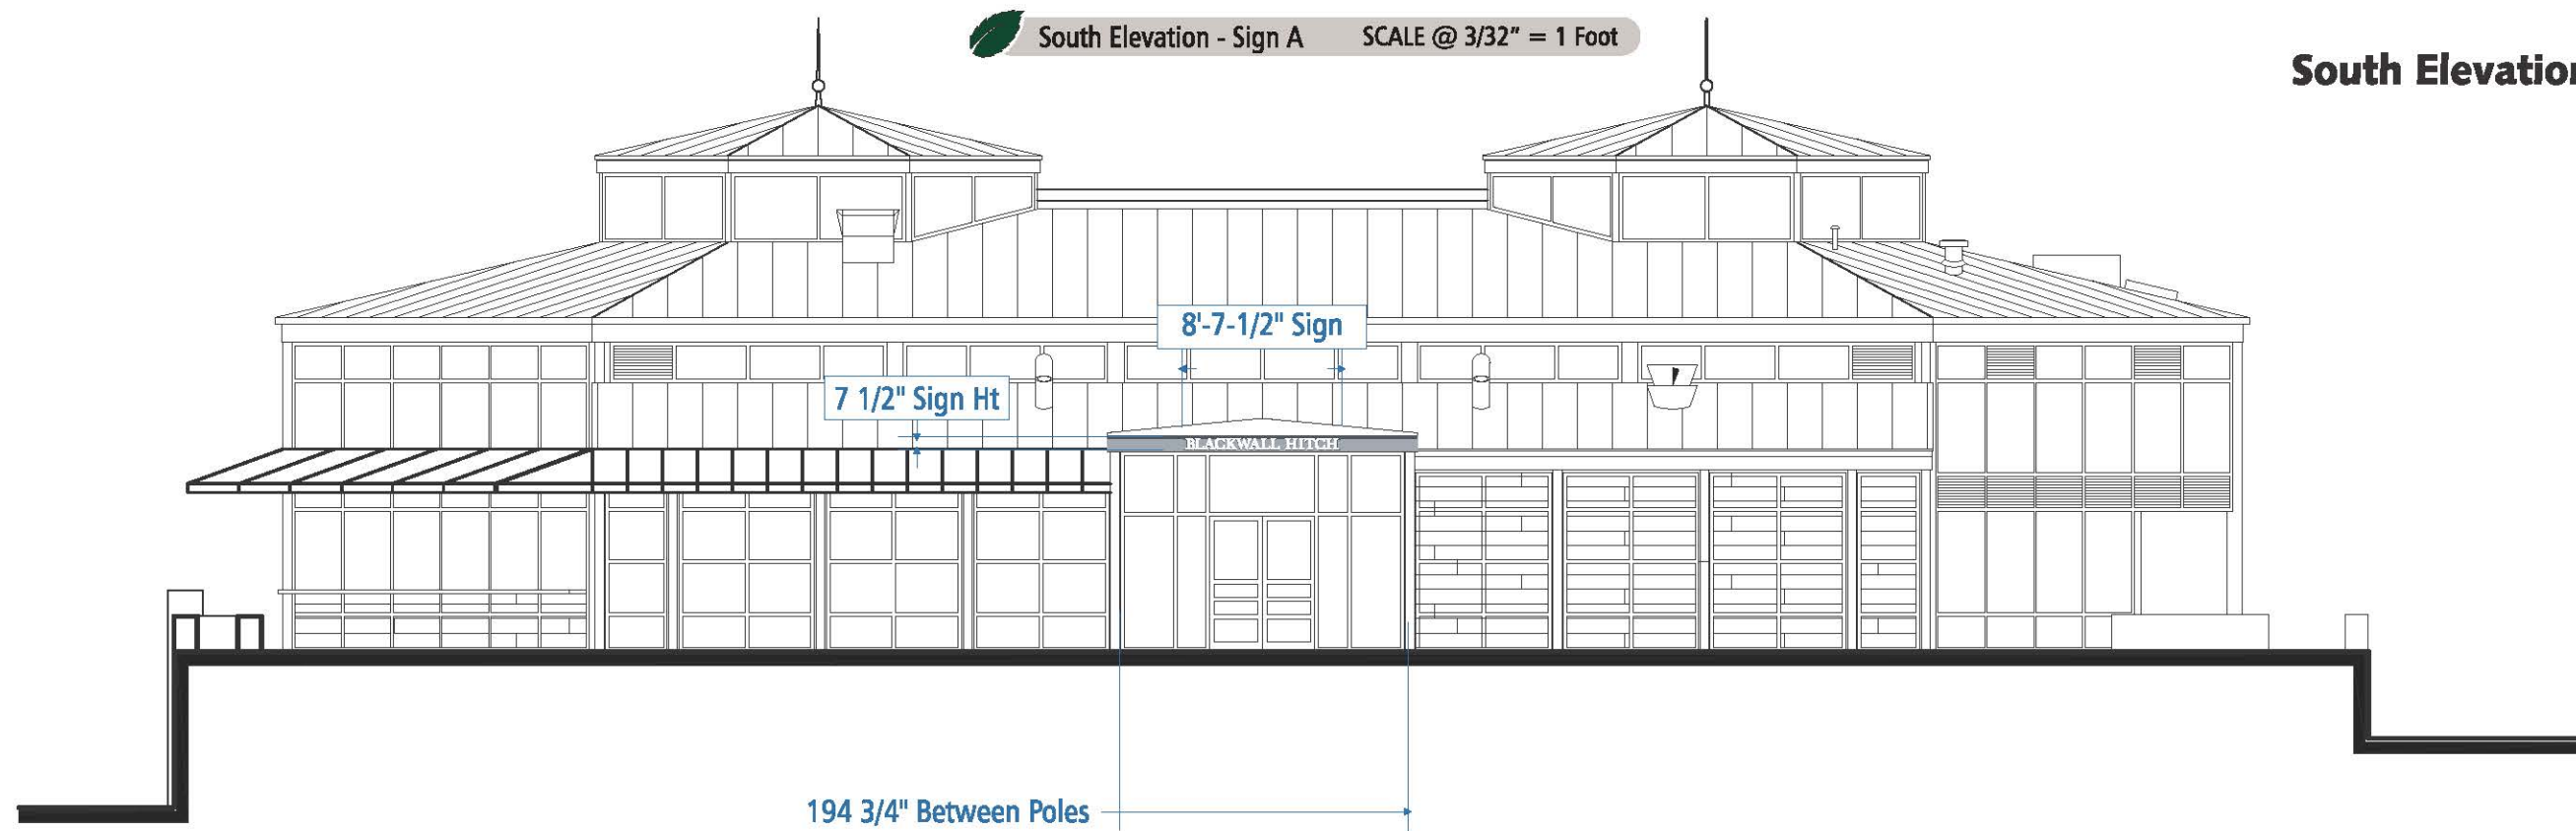 South Elevation - Sign A SCALE @ 3/32" = 1 Foot
South Elevation
8'-7-1/2" Sign
7 1/2" Sign Ht
BLACKWALL HITCH
194 3/4" Between Poles